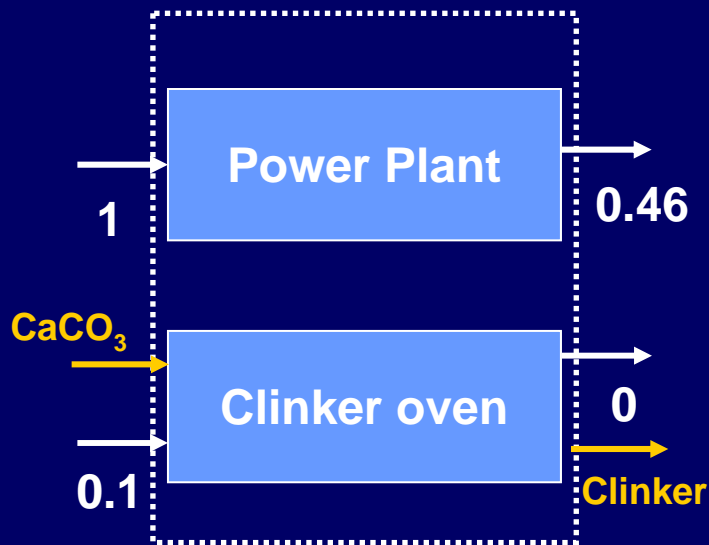 Power Plant
1
0.46
CaCO₃
Clinker oven
0
0.1
Clinker